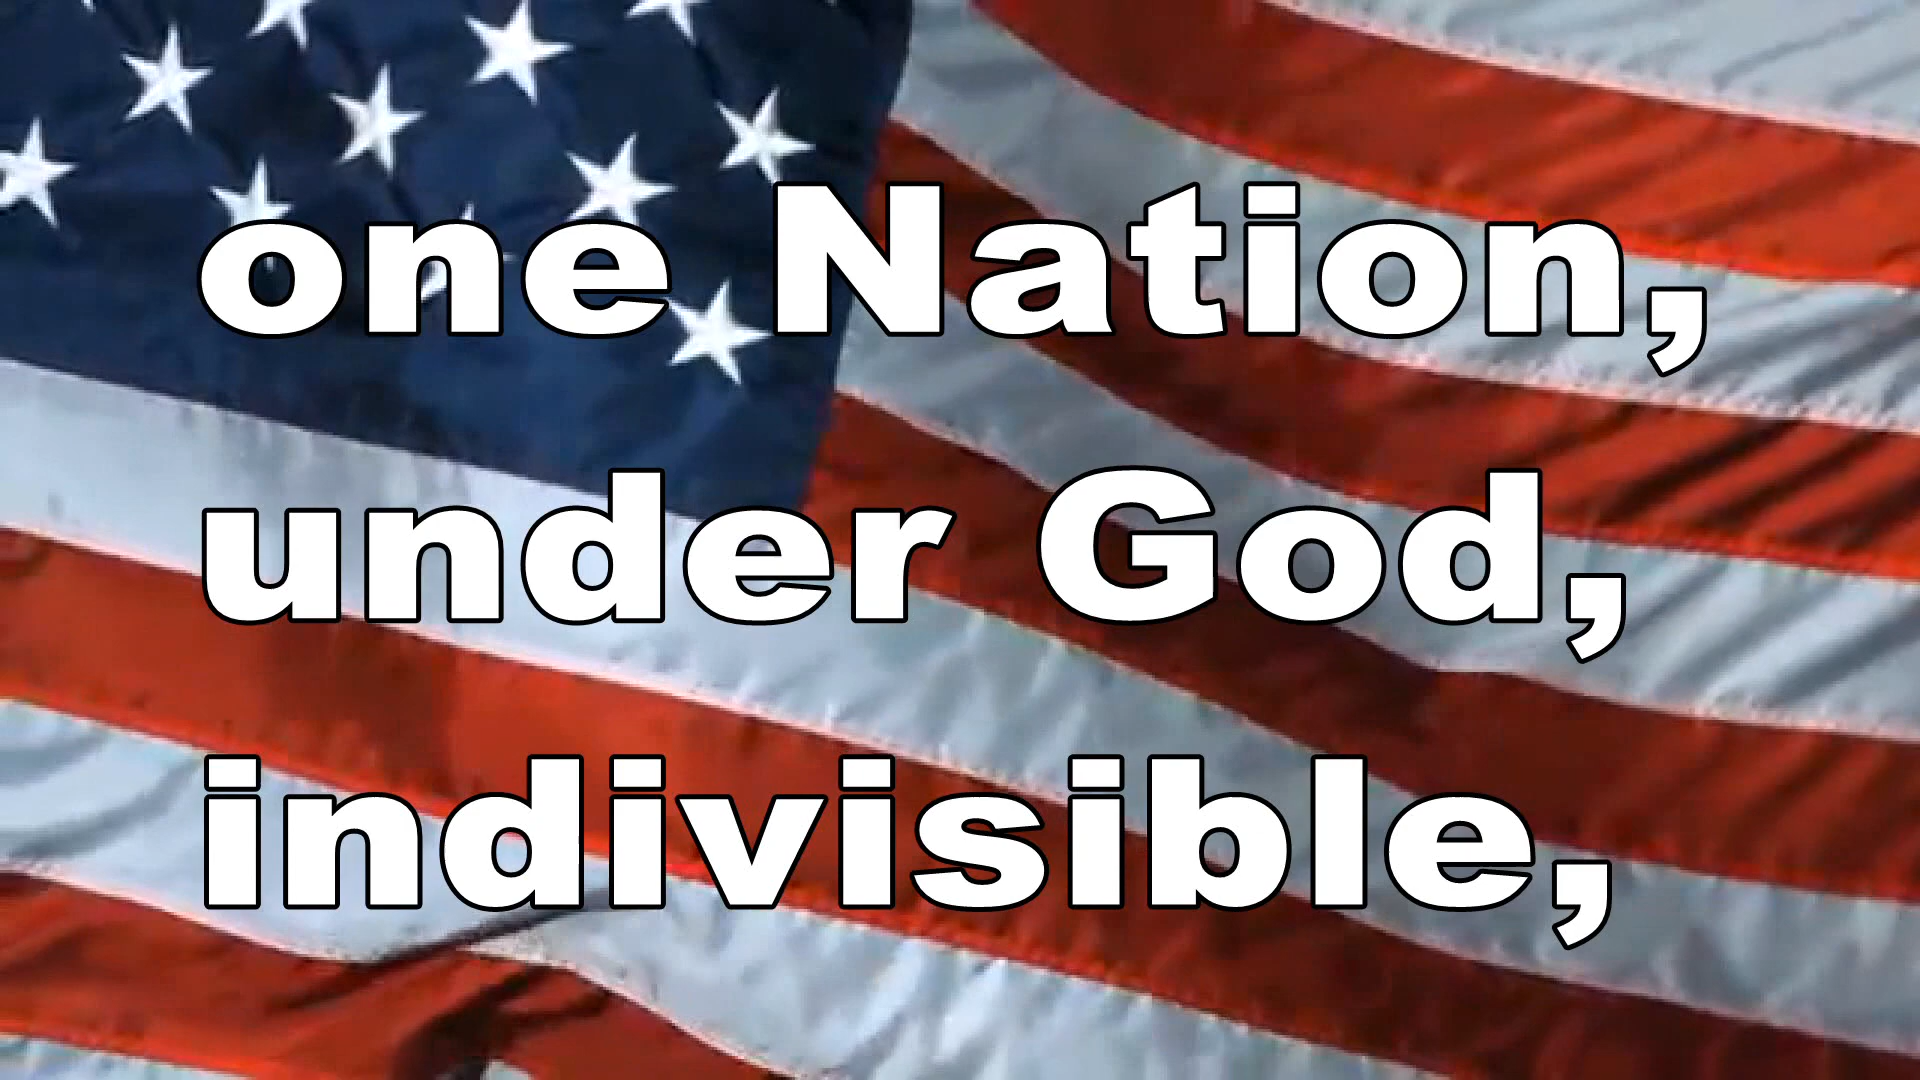 one Nation,
under God,
indivisible,